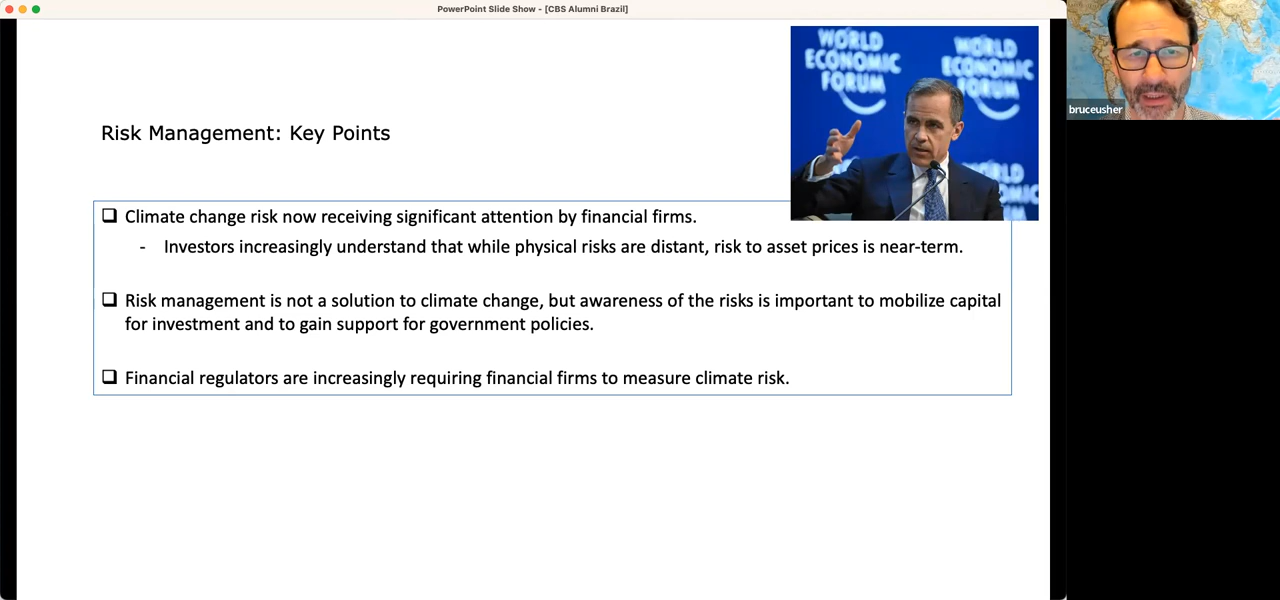 PowerPoint Slide Show - [CBS Alumni Brazil]
WORLD
ECONOMIC
FORUM
WORLD
ECONOMIC
FORUM
bruceusher
Risk Management: Key Points
❑ Climate change risk now receiving significant attention by financial firms.
- Investors increasingly understand that while physical risks are distant, risk to asset prices is near-term.
❑ Risk management is not a solution to climate change, but awareness of the risks is important to mobilize capital
for investment and to gain support for government policies.
❑ Financial regulators are increasingly requiring financial firms to measure climate risk.